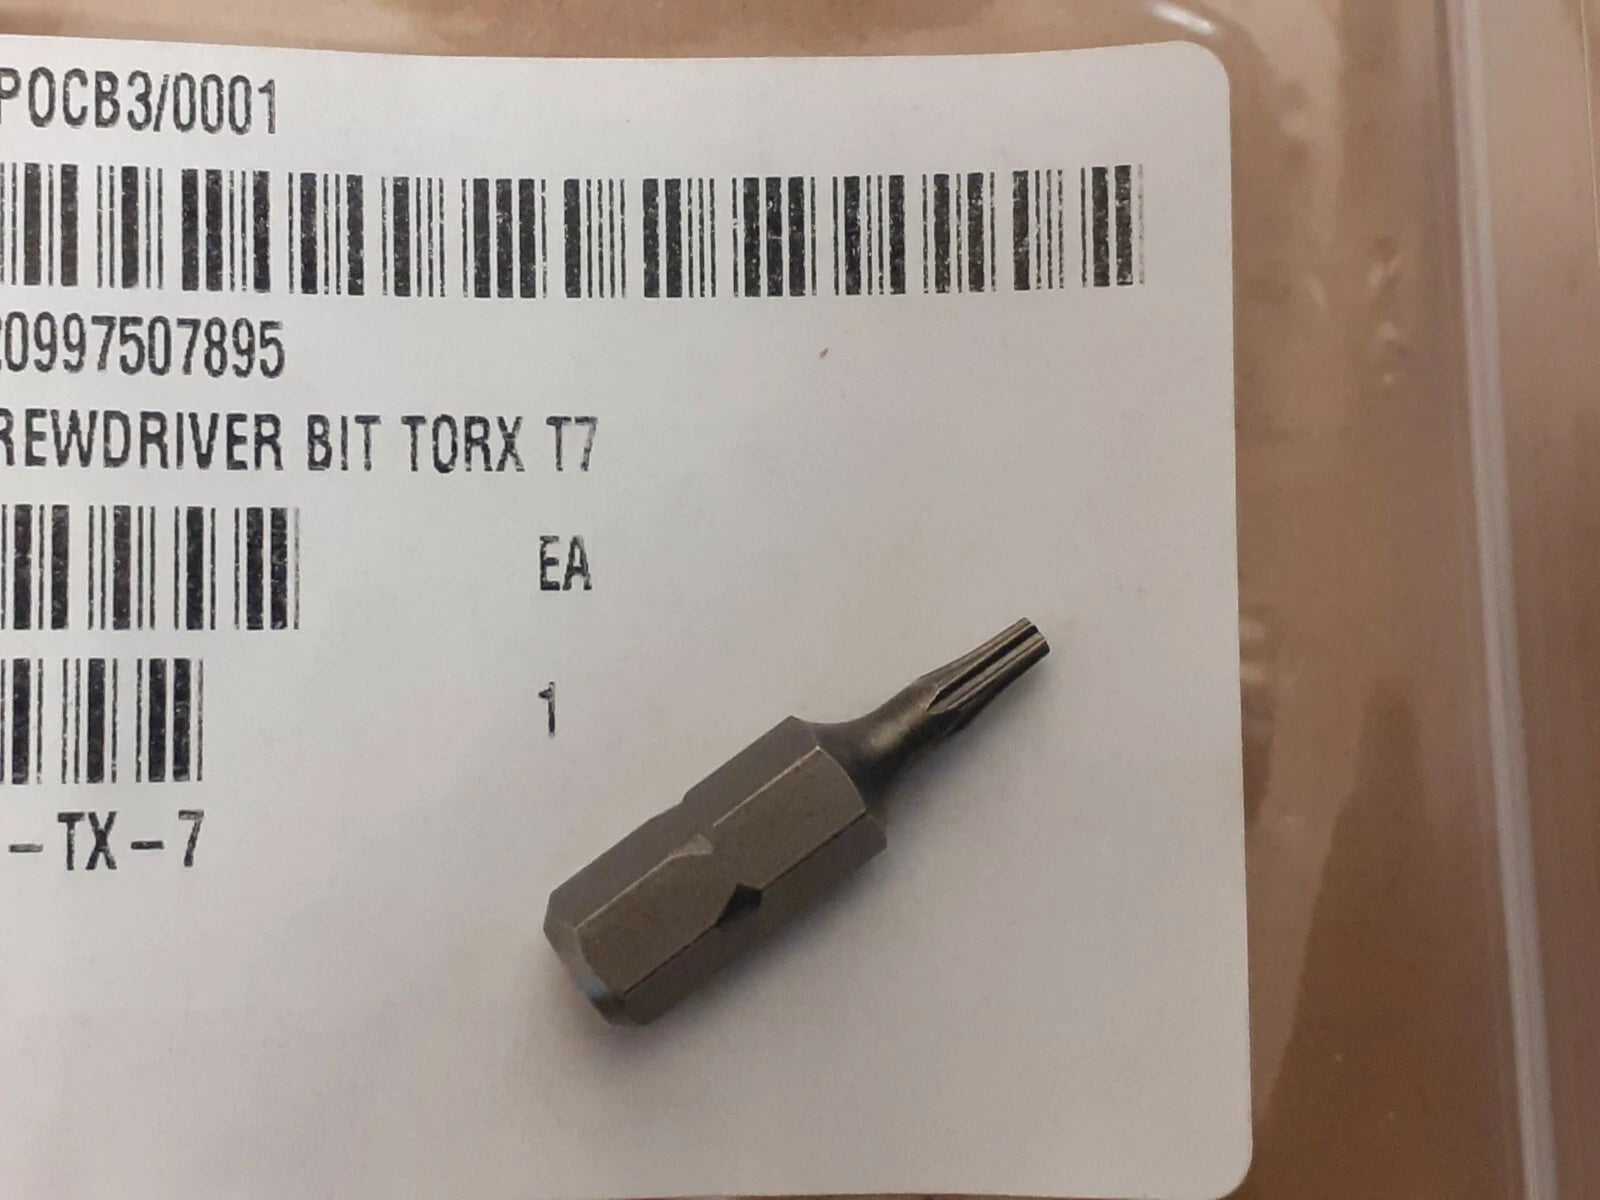 POCB3/0001
20997507895
REWDRIVER BIT TORX T7
EA
1
-TX-7